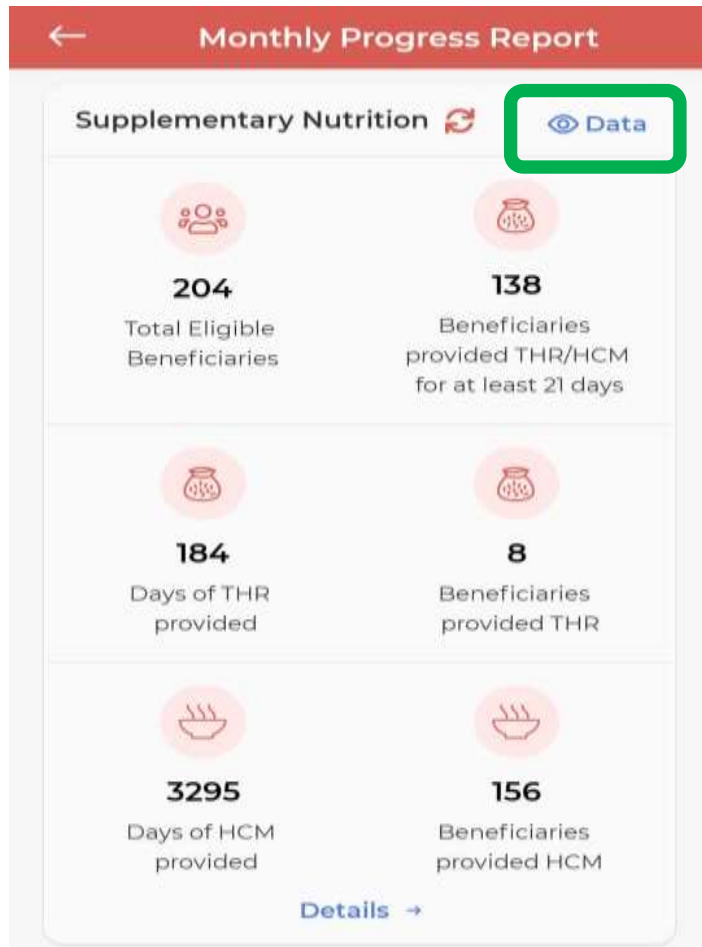 Monthly Progress Report
Supplementary Nutrition
Data
204
Total Eligible
Beneficiaries
138
Beneficiaries
provided THR/HCM
for at least 21 days
184
Days of THR
provided
8
Beneficiaries
provided THR
3295
Days of HCM
provided
156
Beneficiaries
provided HCM
Details →